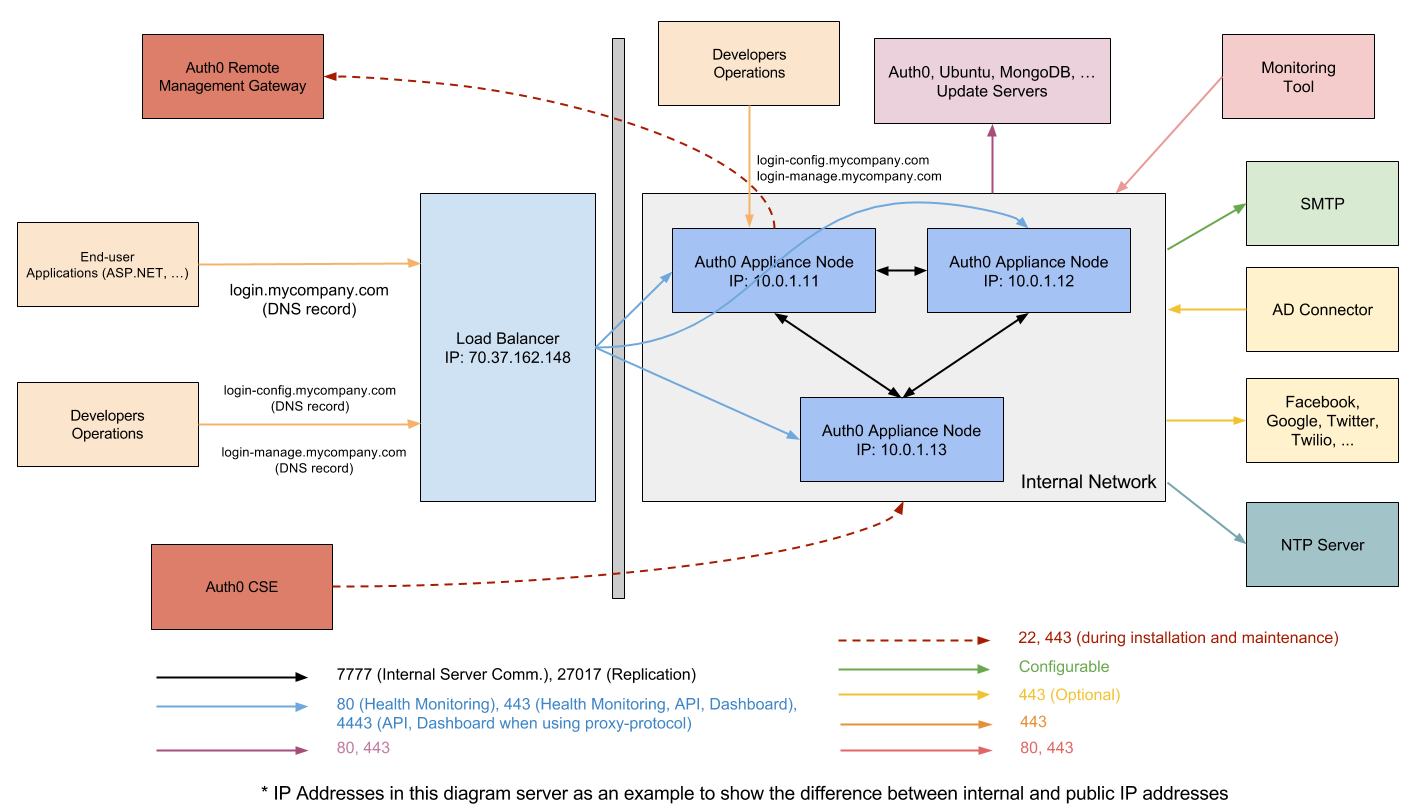 Auth0 Remote
Management Gateway
Developers
Operations
Auth0, Ubuntu, MongoDB, ...
Update Servers
Monitoring
Tool
login-config.mycompany.com
login-manage.mycompany.com
SMTP
End-user
Applications (ASP.NET, ...)
login.mycompany.com
(DNS record)
Load Balancer
IP: 70.37.162.148
Auth0 Appliance Node
IP: 10.0.1.11
Auth0 Appliance Node
IP: 10.0.1.12
AD Connector
Developers
Operations
login-config.mycompany.com
(DNS record)
login-manage.mycompany.com
(DNS record)
Auth0 Appliance Node
IP: 10.0.1.13
Internal Network
Facebook,
Google, Twitter,
Twilio, ...
NTP Server
Auth0 CSE
7777 (Internal Server Comm.), 27017 (Replication)
80 (Health Monitoring), 443 (Health Monitoring, API, Dashboard),
4443 (API, Dashboard when using proxy-protocol)
80, 443
22, 443 (during installation and maintenance)
Configurable
443 (Optional)
443
80, 443
* IP Addresses in this diagram server as an example to show the difference between internal and public IP addresses